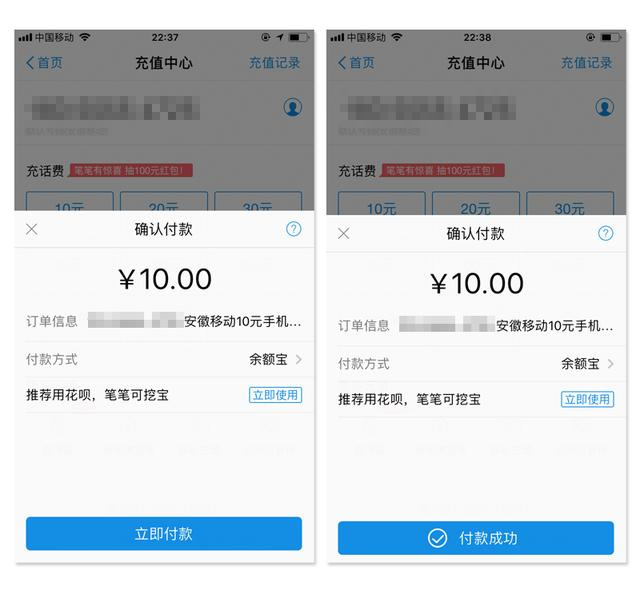 中国移动 22:37
首页 充值中心 充值记录
充话费 笔笔有惊喜 抽100元红包!
10元 20元 30元
确认付款
¥10.00
订单信息 安徽移动10元手机...
付款方式 余额宝
推荐用花呗，笔笔可挖宝 立即使用
立即付款
中国移动 22:38
首页 充值中心 充值记录
充话费 笔笔有惊喜 抽100元红包!
10元 20元 30元
确认付款
¥10.00
订单信息 安徽移动10元手机...
付款方式 余额宝
推荐用花呗，笔笔可挖宝 立即使用
付款成功